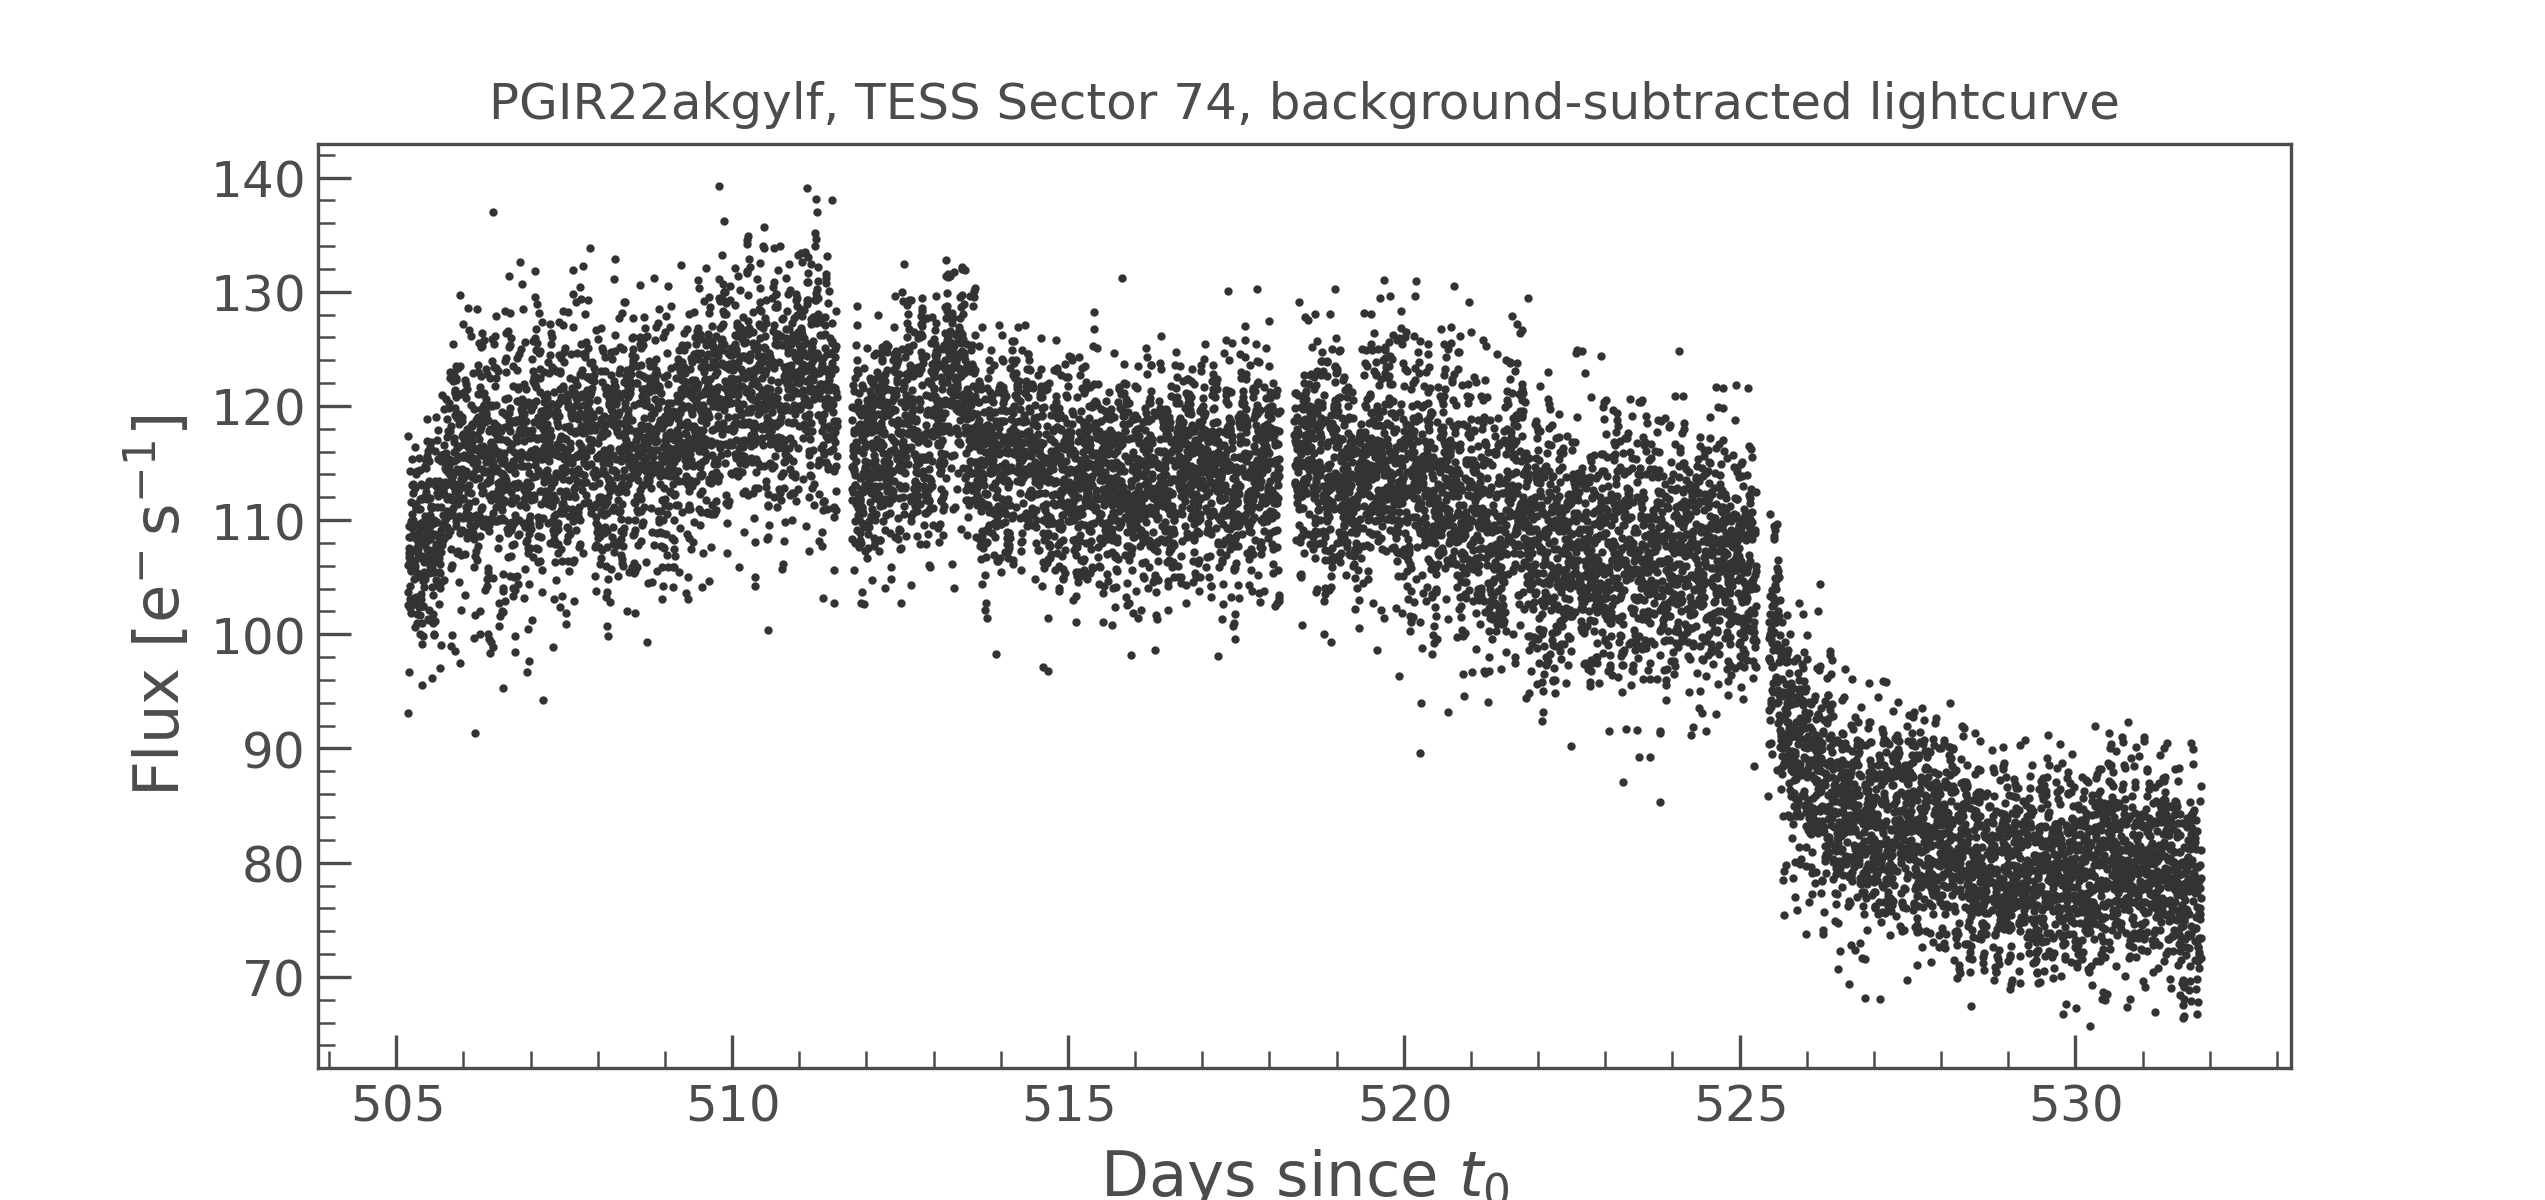 PGIR22akgylf, TESS Sector 74, background-subtracted lightcurve
Flux [e⁻ s⁻¹]
140
130
120
110
100
90
80
70
505 510 515 520 525 530
Days since t₀